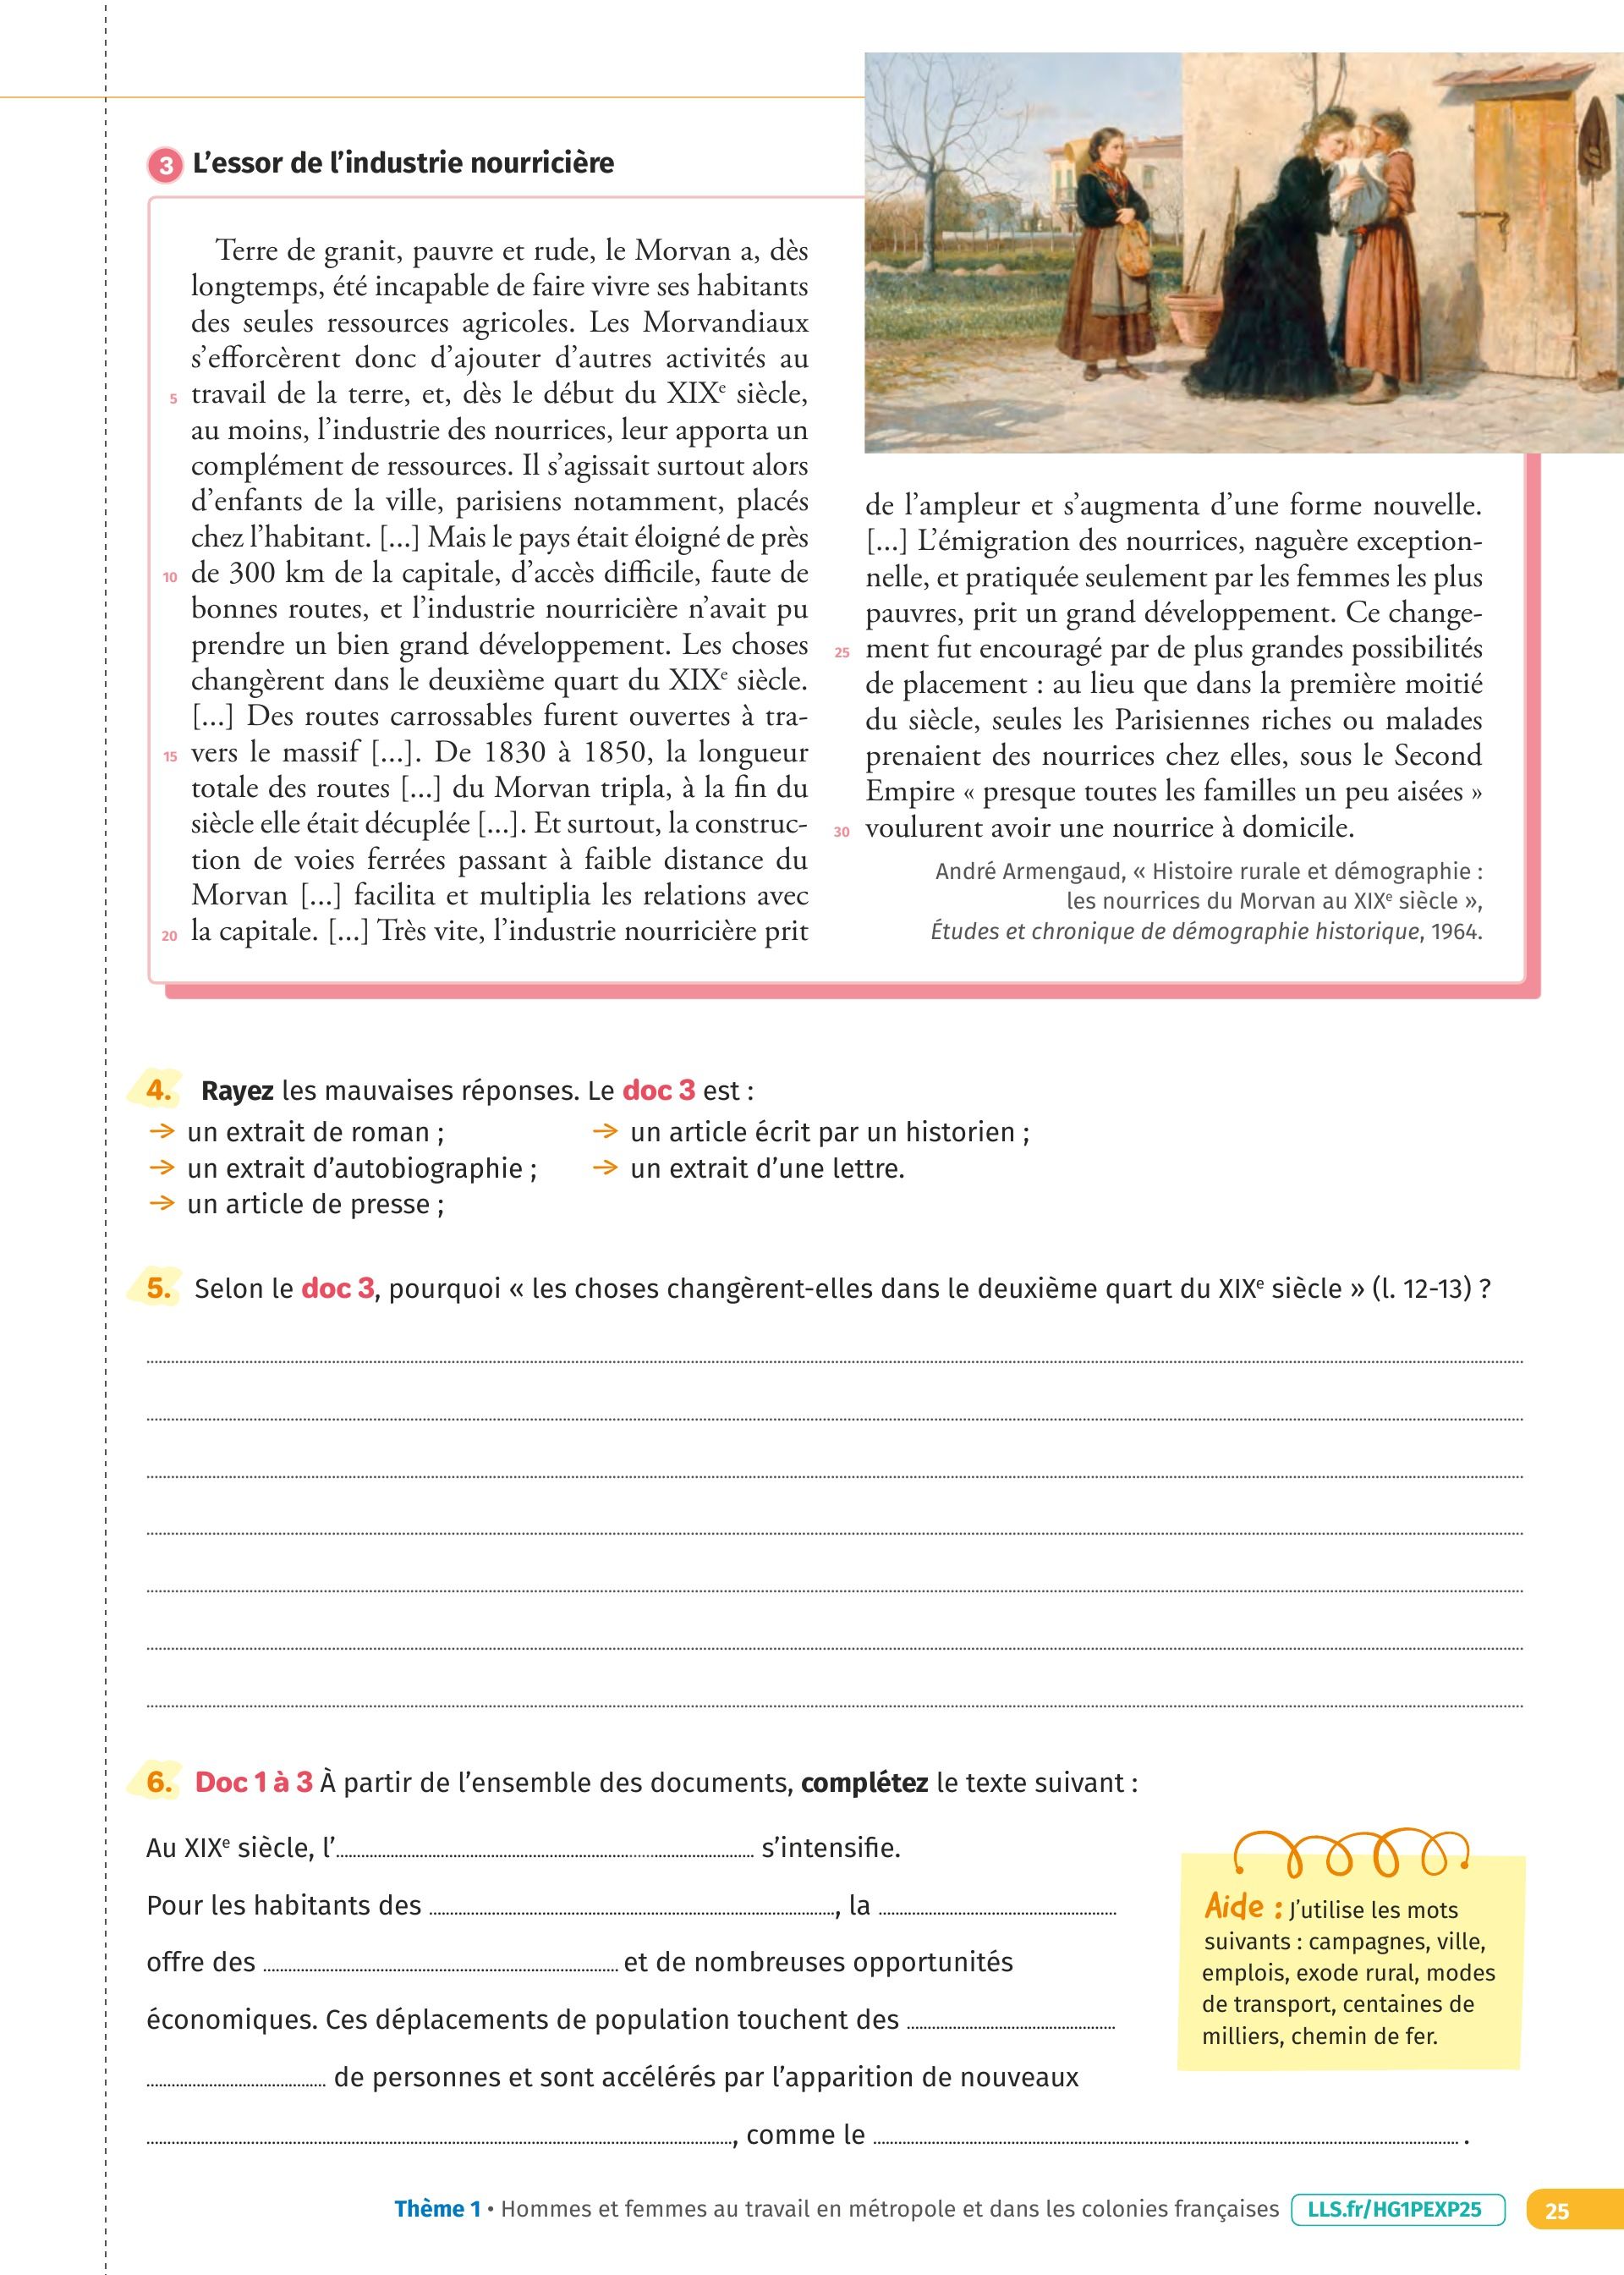 3 L’essor de l’industrie nourricière
Terre de granit, pauvre et rude, le Morvan a, dès
longtemps, été incapable de faire vivre ses habitants
des seules ressources agricoles. Les Morvandiaux
s’efforcèrent donc d’ajouter d’autres activités au
5 travail de la terre, et, dès le début du XIXe siècle,
au moins, l’industrie des nourrices, leur apporta un
complément de ressources. Il s’agissait surtout alors
d’enfants de la ville, parisiens notamment, placés
chez l’habitant. [...] Mais le pays était éloigné de près
10 de 300 km de la capitale, d’accès difficile, faute de
bonnes routes, et l’industrie nourricière n’avait pu
prendre un bien grand développement. Les choses
changèrent dans le deuxième quart du XIXe siècle.
[...] Des routes carrossables furent ouvertes à tra-
15 vers le massif [...]. De 1830 à 1850, la longueur
totale des routes [...] du Morvan tripla, à la fin du
siècle elle était décuplée [...]. Et surtout, la construc-
tion de voies ferrées passant à faible distance du
Morvan [...] facilita et multiplia les relations avec
20 la capitale. [...] Très vite, l’industrie nourricière prit
de l’ampleur et s’augmenta d’une forme nouvelle.
[...] L’émigration des nourrices, naguère exception-
nelle, et pratiquée seulement par les femmes les plus
pauvres, prit un grand développement. Ce change-
25 ment fut encouragé par de plus grandes possibilités
de placement : au lieu que dans la première moitié
du siècle, seules les Parisiennes riches ou malades
prenaient des nourrices chez elles, sous le Second
Empire « presque toutes les familles un peu aisées »
30 voulurent avoir une nourrice à domicile.
André Armengaud, « Histoire rurale et démographie :
les nourrices du Morvan au XIXe siècle »,
Études et chronique de démographie historique, 1964.
4. Rayez les mauvaises réponses. Le doc 3 est :
→ un extrait de roman ;
→ un extrait d’autobiographie ;
→ un article de presse ;
→ un article écrit par un historien ;
→ un extrait d’une lettre.
5. Selon le doc 3, pourquoi « les choses changèrent-elles dans le deuxième quart du XIXe siècle » (l. 12-13) ?
6. Doc 1 à 3 À partir de l’ensemble des documents, complétez le texte suivant :
Au XIXe siècle, l’ s’intensifie.
Pour les habitants des , la
offre des et de nombreuses opportunités
économiques. Ces déplacements de population touchent des
de personnes et sont accélérés par l’apparition de nouveaux
, comme le .
Aide : J’utilise les mots
suivants : campagnes, ville,
emplois, exode rural, modes
de transport, centaines de
milliers, chemin de fer.
Thème 1 • Hommes et femmes au travail en métropole et dans les colonies françaises LLS.fr/HG1PEXP25 25